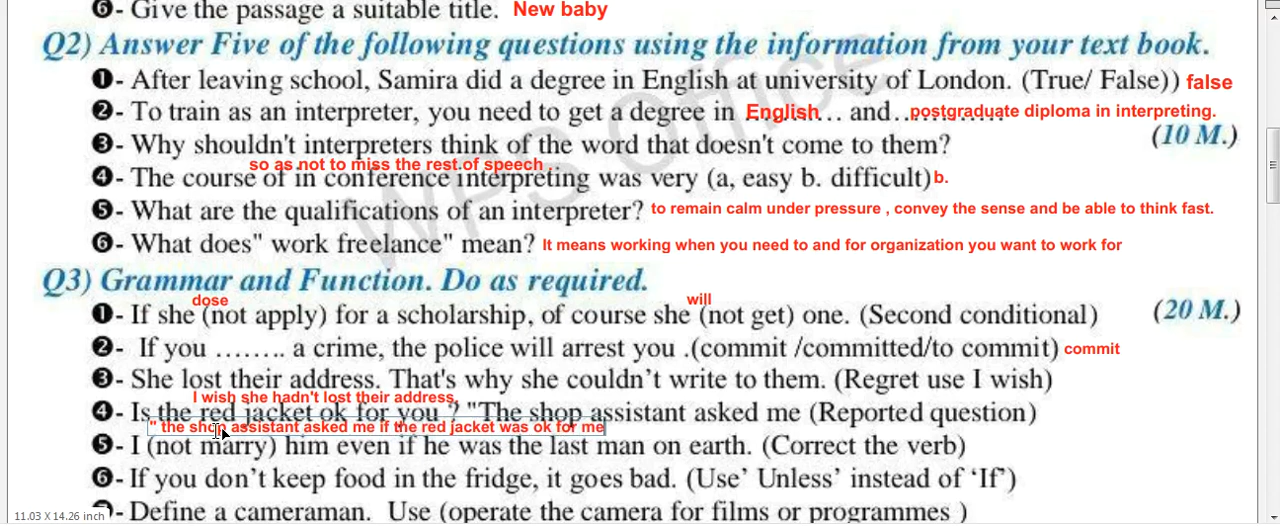 ❻- Give the passage a suitable title. New baby
Q2) Answer Five of the following questions using the information from your text book.
❶- After leaving school, Samira did a degree in English at university of London. (True/ False)) false
❷- To train as an interpreter, you need to get a degree in English... and.. postgraduate diploma in interpreting.
(10 M.)
❸- Why shouldn't interpreters think of the word that doesn't come to them?
so as not to miss the rest of speech
❹- The course of in conference interpreting was very (a, easy b. difficult) b.
❺- What are the qualifications of an interpreter? to remain calm under pressure , convey the sense and be able to think fast.
❻- What does" work freelance" mean? It means working when you need to and for organization you want to work for
Q3) Grammar and Function. Do as required.
dose will
❶- If she (not apply) for a scholarship, of course she (not get) one. (Second conditional) (20 M.)
❷- If you …….. a crime, the police will arrest you .(commit /committed/to commit) commit
❸- She lost their address. That's why she couldn't write to them. (Regret use I wish)
I wish she hadn't lost their address.
❹- Is the red jacket ok for you ? "The shop assistant asked me (Reported question)
" the shop assistant asked me if the red jacket was ok for me
❺- I (not marry) him even if he was the last man on earth. (Correct the verb)
❻- If you don't keep food in the fridge, it goes bad. (Use' Unless' instead of 'If')
❼- Define a cameraman. Use (operate the camera for films or programmes )
11.03 X 14.26 inch
WPS Office